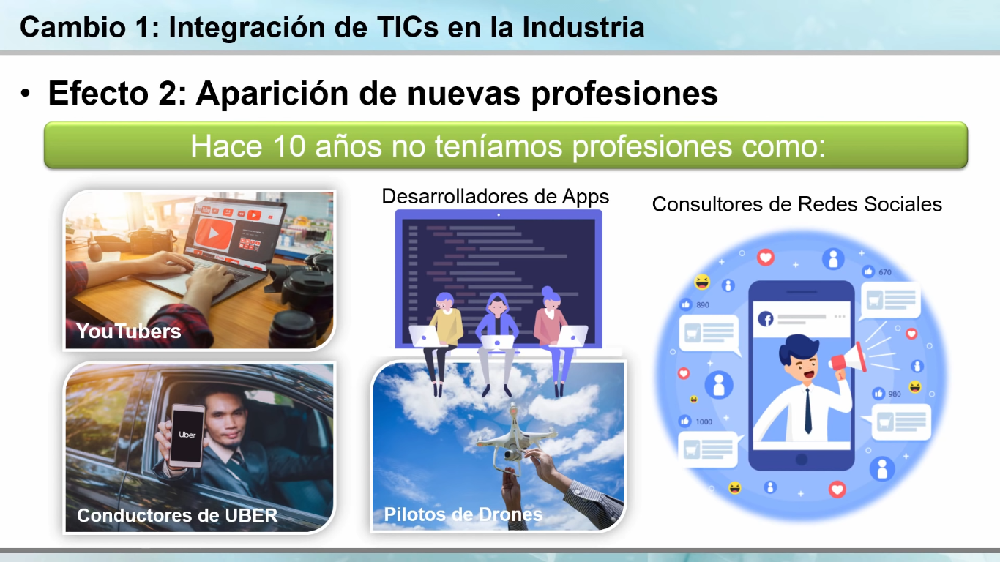 Cambio 1: Integración de TICs en la Industria
• Efecto 2: Aparición de nuevas profesiones
Hace 10 años no teníamos profesiones como:
YouTubers
Desarrolladores de Apps
Consultores de Redes Sociales
670
890
980
1000
Uber
Conductores de UBER
Pilotos de Drones